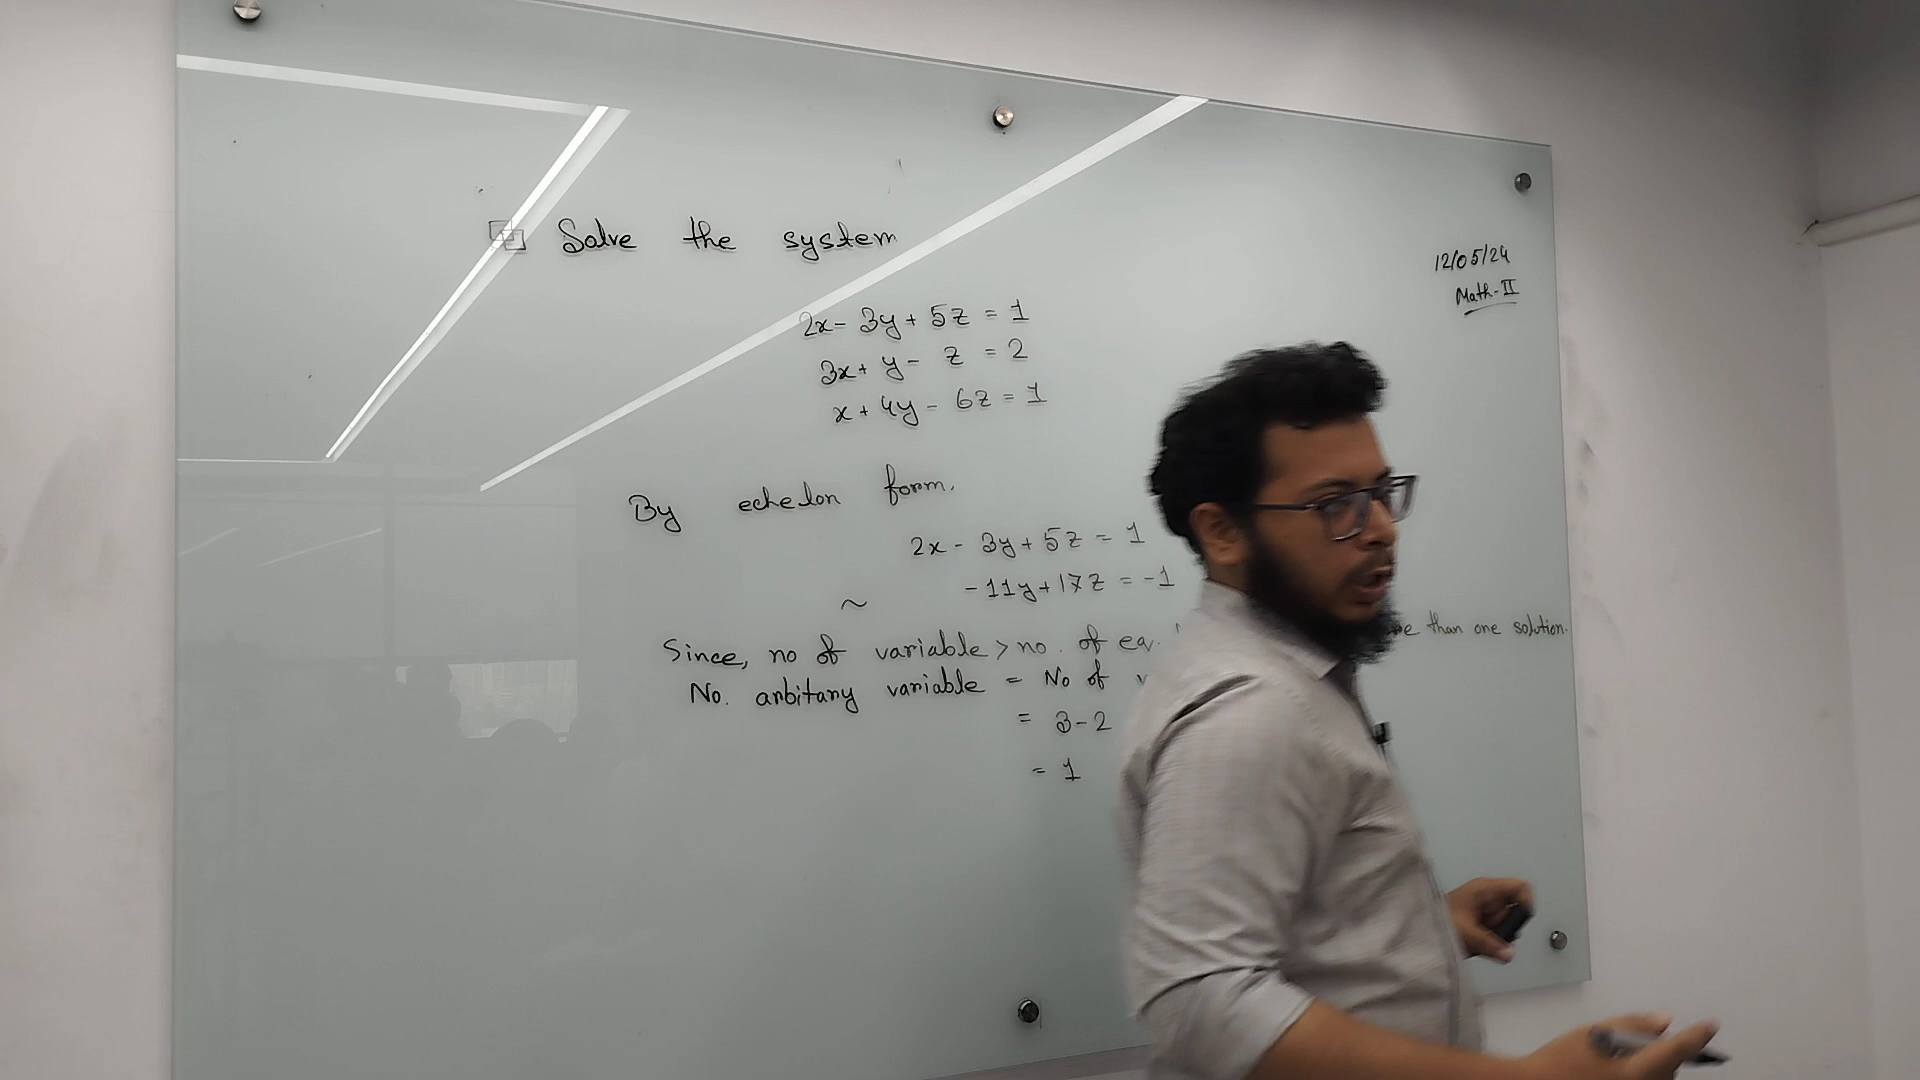 Solve the system
12/05/24
Math-II
2x - 3y + 5z = 1
3x + y - z = 2
x + 4y - 6z = 1
By echelon form,
2x - 3y + 5z = 1
-11y + 17z = -1
~
Since, no of variable > no. of eq. than one solution.
No. arbitary variable = No of
= 3-2
= 1